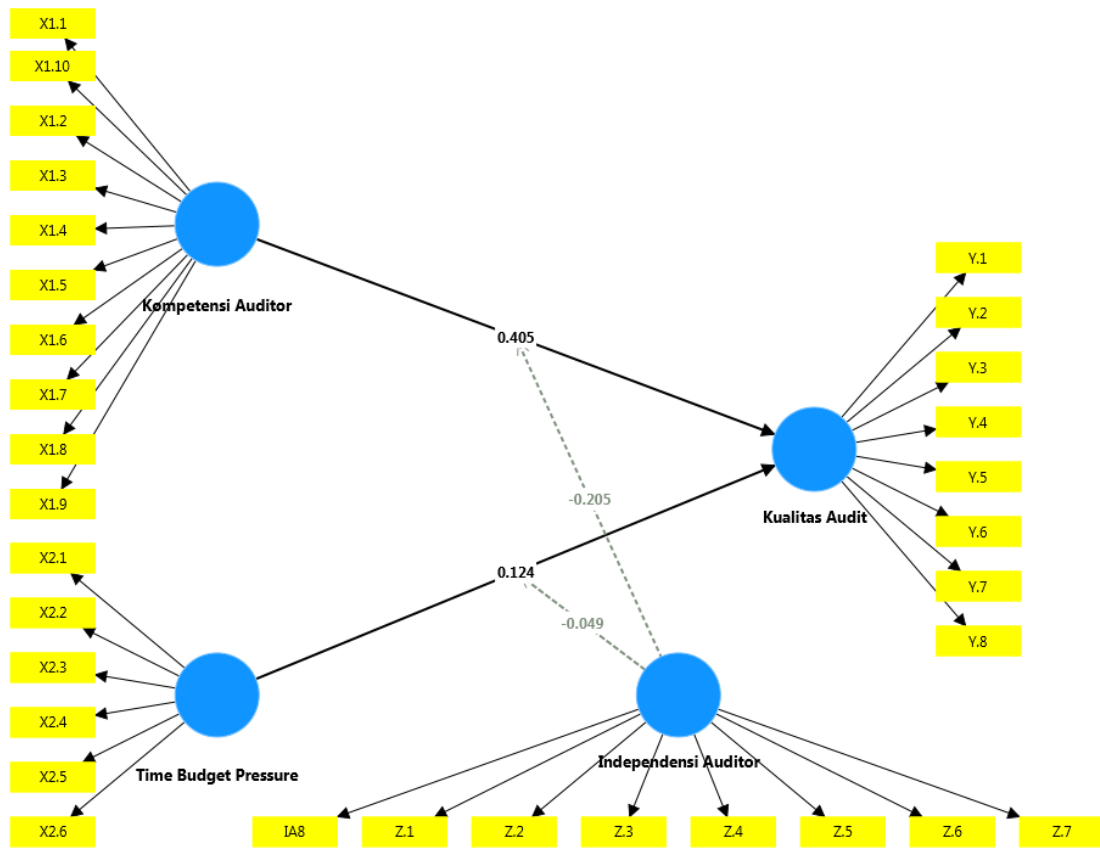 X1.1
X1.10
X1.2
X1.3
X1.4
X1.5
X1.6
X1.7
X1.8
X1.9
Kompetensi Auditor
0.405
-0.205
0.124
-0.049
Y.1
Y.2
Y.3
Y.4
Y.5
Y.6
Y.7
Y.8
Kualitas Audit
X2.1
X2.2
X2.3
X2.4
X2.5
X2.6
Time Budget Pressure
Independensi Auditor
IA8
Z.1
Z.2
Z.3
Z.4
Z.5
Z.6
Z.7